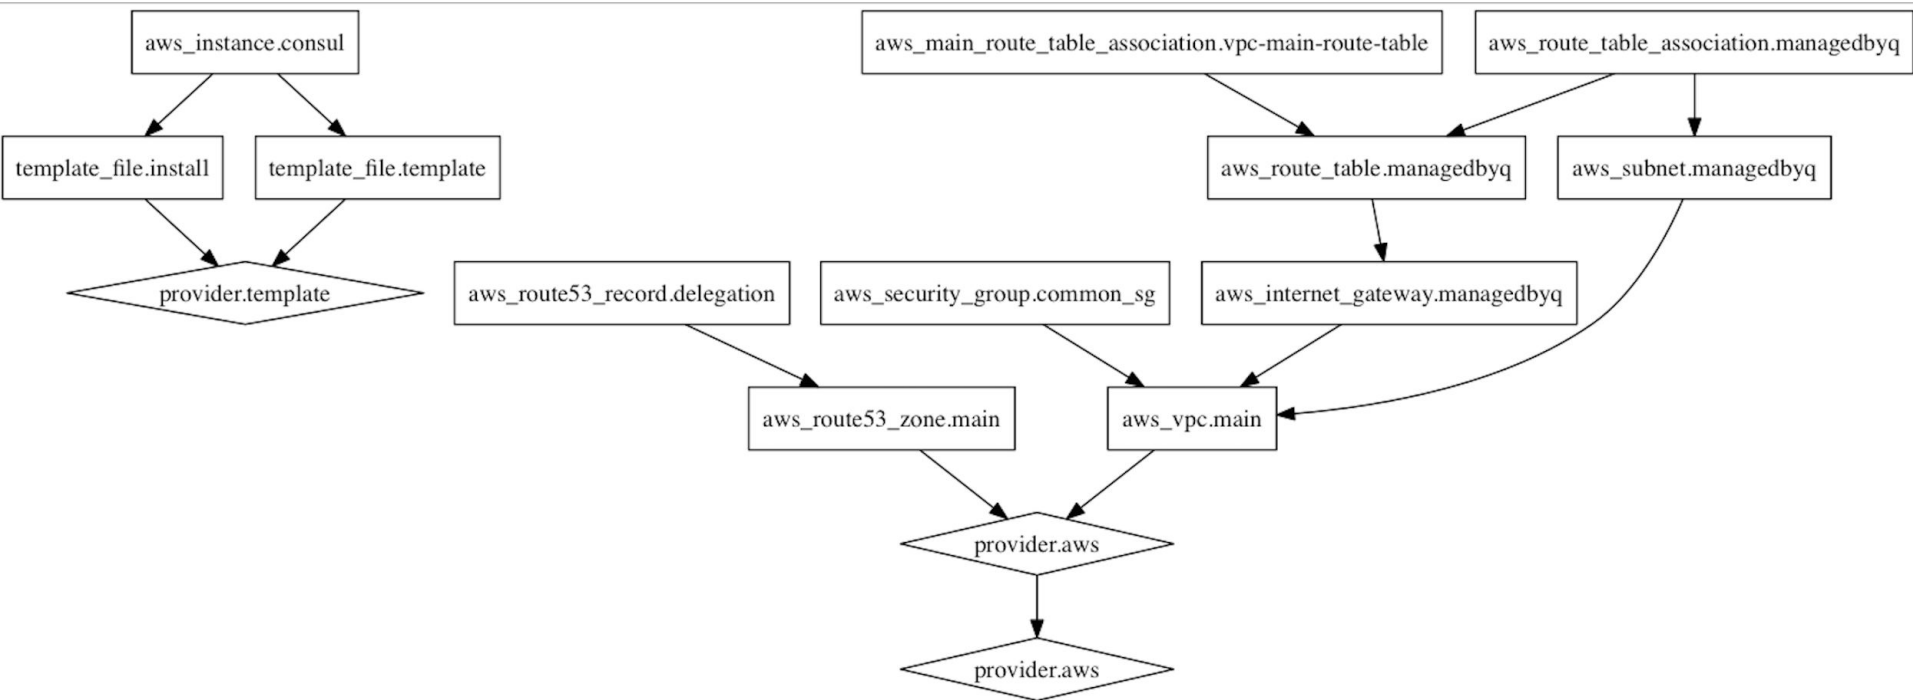 aws_instance.consul
aws_main_route_table_association.vpc-main-route-table
aws_route_table_association.managedbyq
template_file.install
template_file.template
aws_route_table.managedbyq
aws_subnet.managedbyq
provider.template
aws_route53_record.delegation
aws_security_group.common_sg
aws_internet_gateway.managedbyq
aws_route53_zone.main
aws_vpc.main
provider.aws
provider.aws